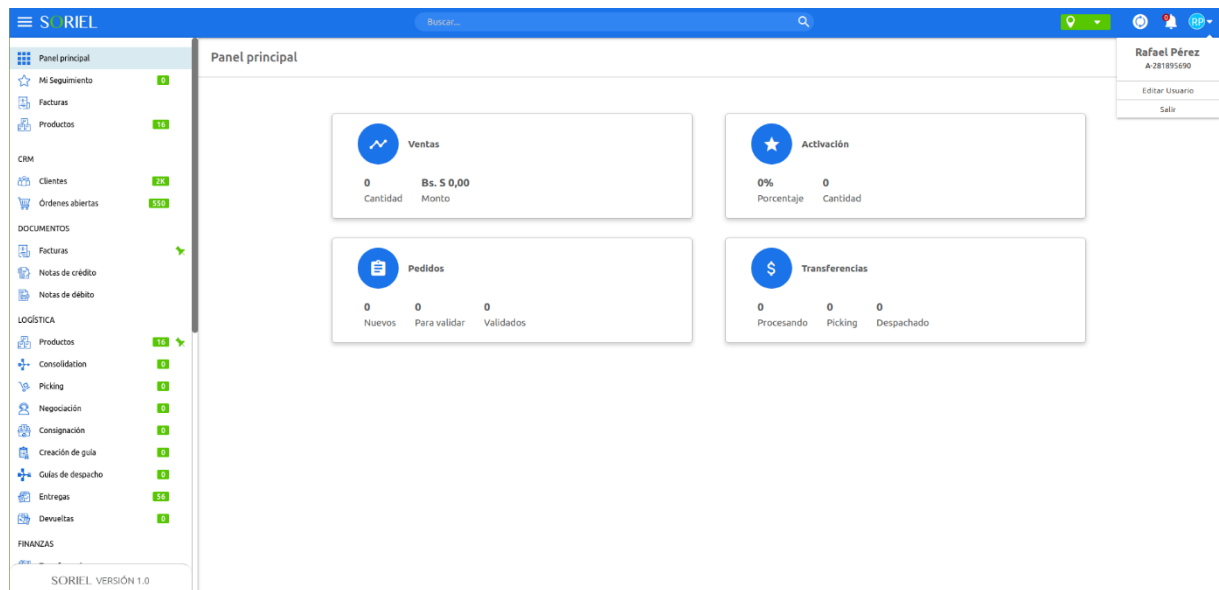 SORIEL
Buscar...
0
RP
Rafael Pérez
A-281895690
Editar Usuario
Salir
Panel principal
Mi Seguimiento 0
Facturas
Productos 16
CRM
Clientes 2K
Órdenes abiertas 550
DOCUMENTOS
Facturas
Notas de crédito
Notas de débito
LOGÍSTICA
Productos 16
Consolidation 0
Picking 0
Negociación 0
Consignación 0
Creación de guía 0
Guías de despacho 0
Entregas 56
Devueltas 0
FINANZAS
SORIEL VERSIÓN 1.0
Panel principal
Ventas
0 Bs. S 0,00
Cantidad Monto
Activación
0% 0
Porcentaje Cantidad
Pedidos
0 0 0
Nuevos Para validar Validados
Transferencias
0 0 0
Procesando Picking Despachado